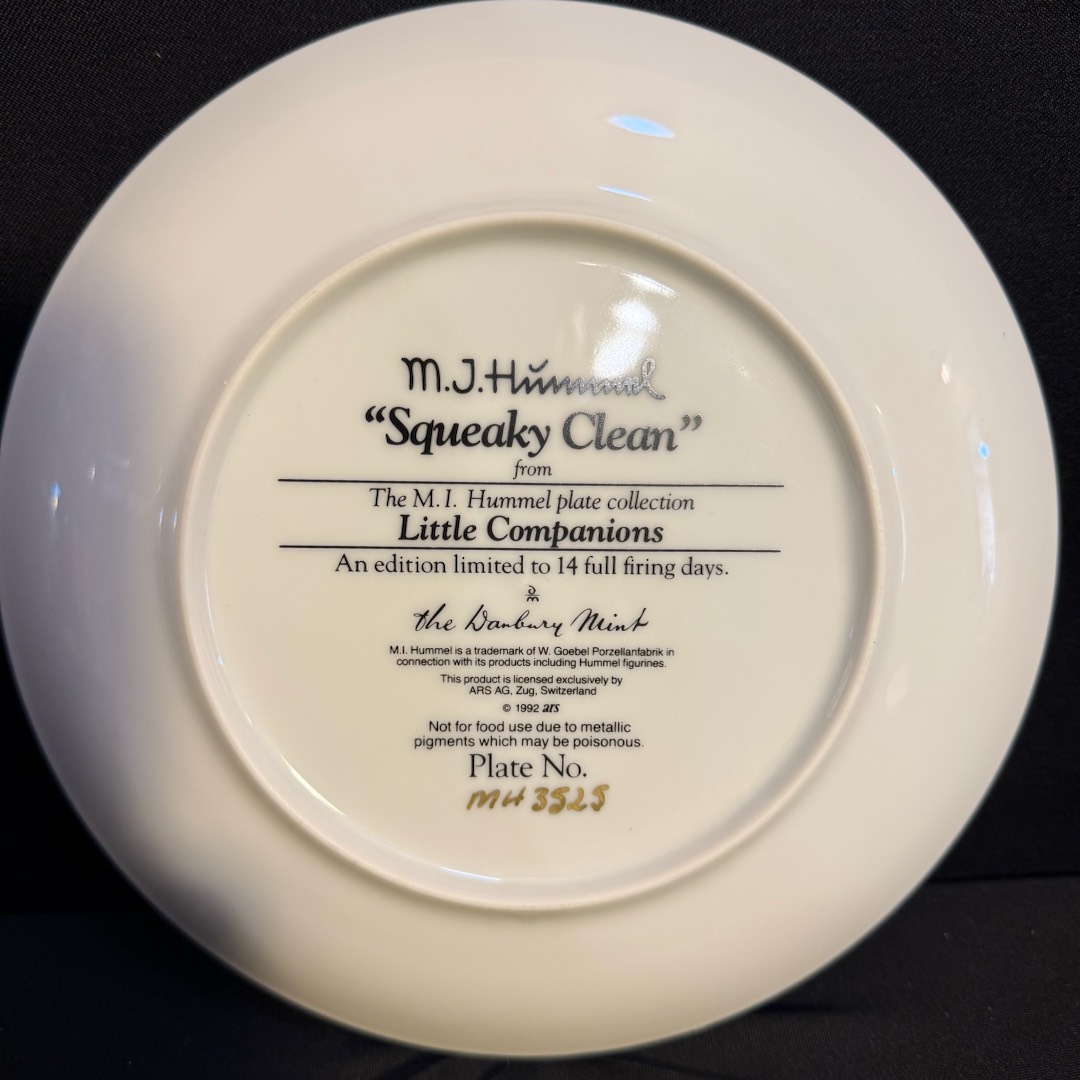 M.J.Hummel
“Squeaky Clean”
from
The M.I. Hummel plate collection
Little Companions
An edition limited to 14 full firing days.
dm
the Danbury Mint
M.I. Hummel is a trademark of W. Goebel Porzellanfabrik in
connection with its products including Hummel figurines.
This product is licensed exclusively by
ARS AG, Zug, Switzerland
© 1992 ars
Not for food use due to metallic
pigments which may be poisonous.
Plate No.
MH3525